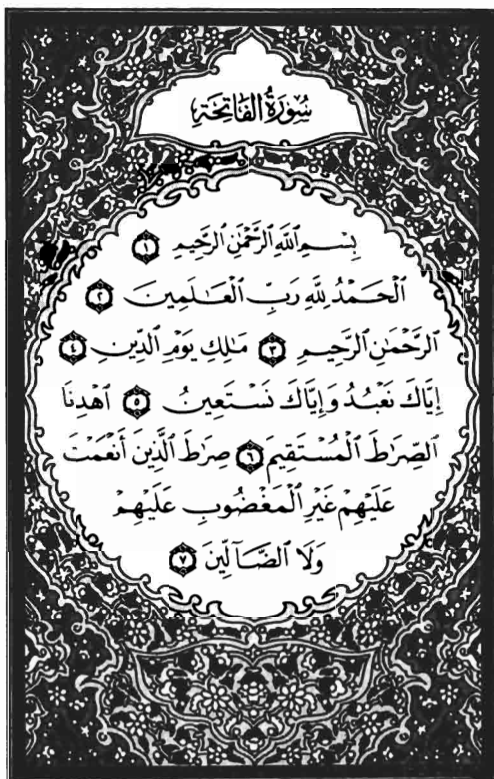 سُورَةُ الفَاتِحَةِ
بِسْمِ ٱللَّهِ ٱلرَّحْمَٰنِ ٱلرَّحِيمِ ١
ٱلْحَمْدُ لِلَّهِ رَبِّ ٱلْعَٰلَمِينَ ٢
ٱلرَّحْمَٰنِ ٱلرَّحِيمِ ٣ مَٰلِكِ يَوْمِ ٱلدِّينِ ٤
إِيَّاكَ نَعْبُدُ وَإِيَّاكَ نَسْتَعِينُ ٥ ٱهْدِنَا
ٱلصِّرَٰطَ ٱلْمُسْتَقِيمَ ٦ صِرَٰطَ ٱلَّذِينَ أَنْعَمْتَ
عَلَيْهِمْ غَيْرِ ٱلْمَغْضُوبِ عَلَيْهِمْ
وَلَا ٱلضَّآلِّينَ ٧